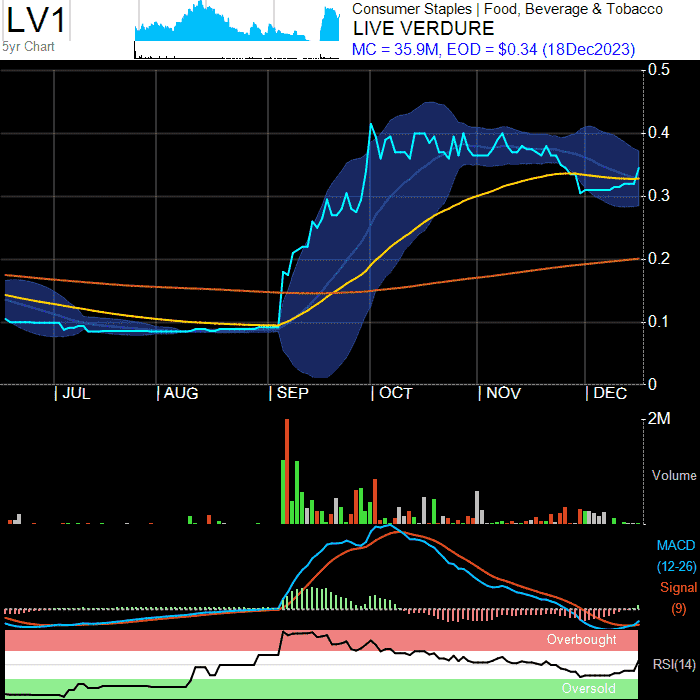 LV1
5yr Chart
Consumer Staples | Food, Beverage & Tobacco
LIVE VERDURE
MC = 35.9M, EOD = $0.34 (18Dec2023)
0.5
0.4
0.3
0.2
0.1
0
JUL AUG SEP OCT NOV DEC
2M
Volume
MACD
(12-26)
Signal
(9)
Overbought
RSI(14)
Oversold